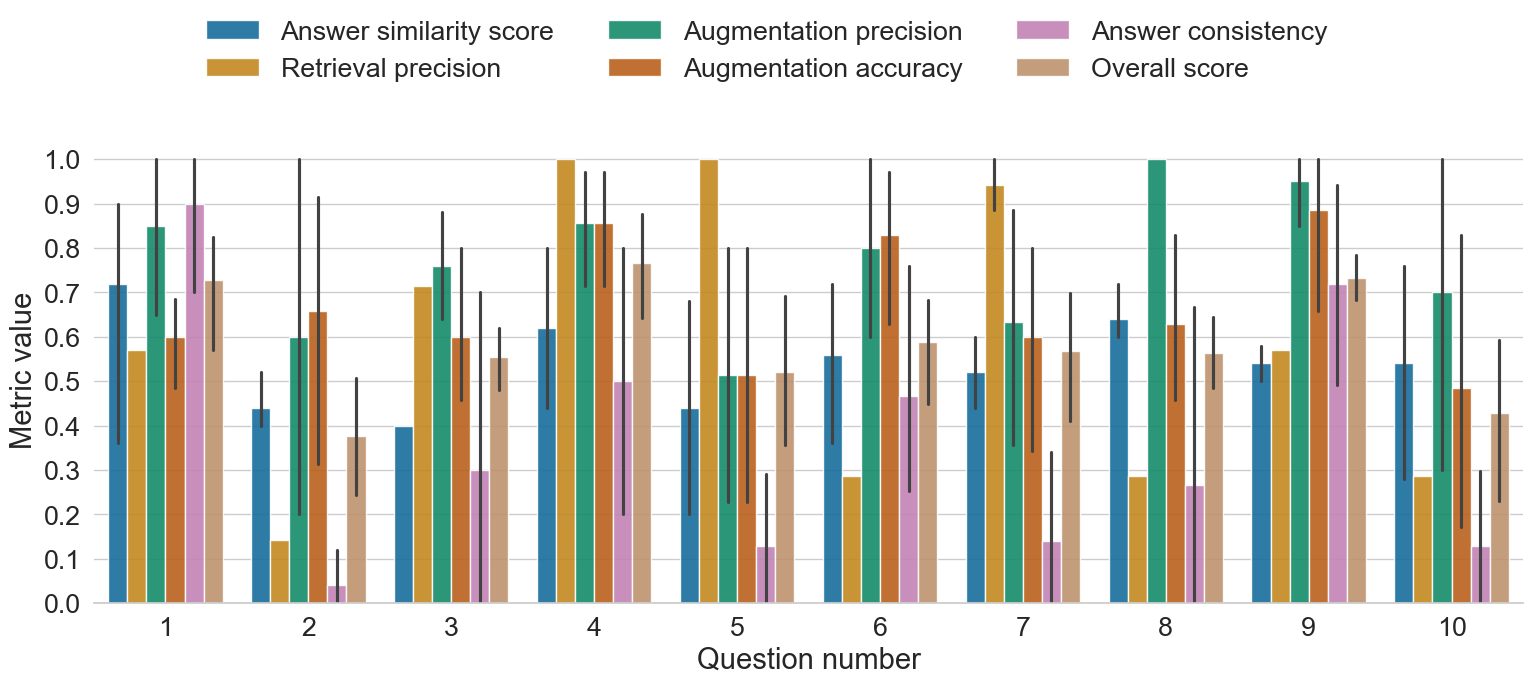 Answer similarity score
Augmentation precision
Answer consistency
Retrieval precision
Augmentation accuracy
Overall score
Metric value
1.0
0.9
0.8
0.7
0.6
0.5
0.4
0.3
0.2
0.1
0.0
1 2 3 4 5 6 7 8 9 10
Question number